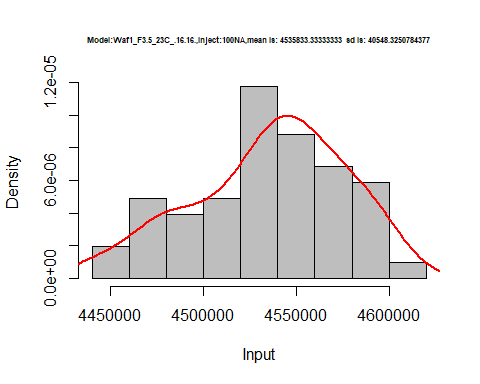 Model:Waf1_F3.5_23C_.16.16,,Inject:100NA,mean is: 4535833.33333333 sd is: 40548.3250784377
1.2e-05
6.0e-06
0.0e+00
Density
4450000 4500000 4550000 4600000
Input